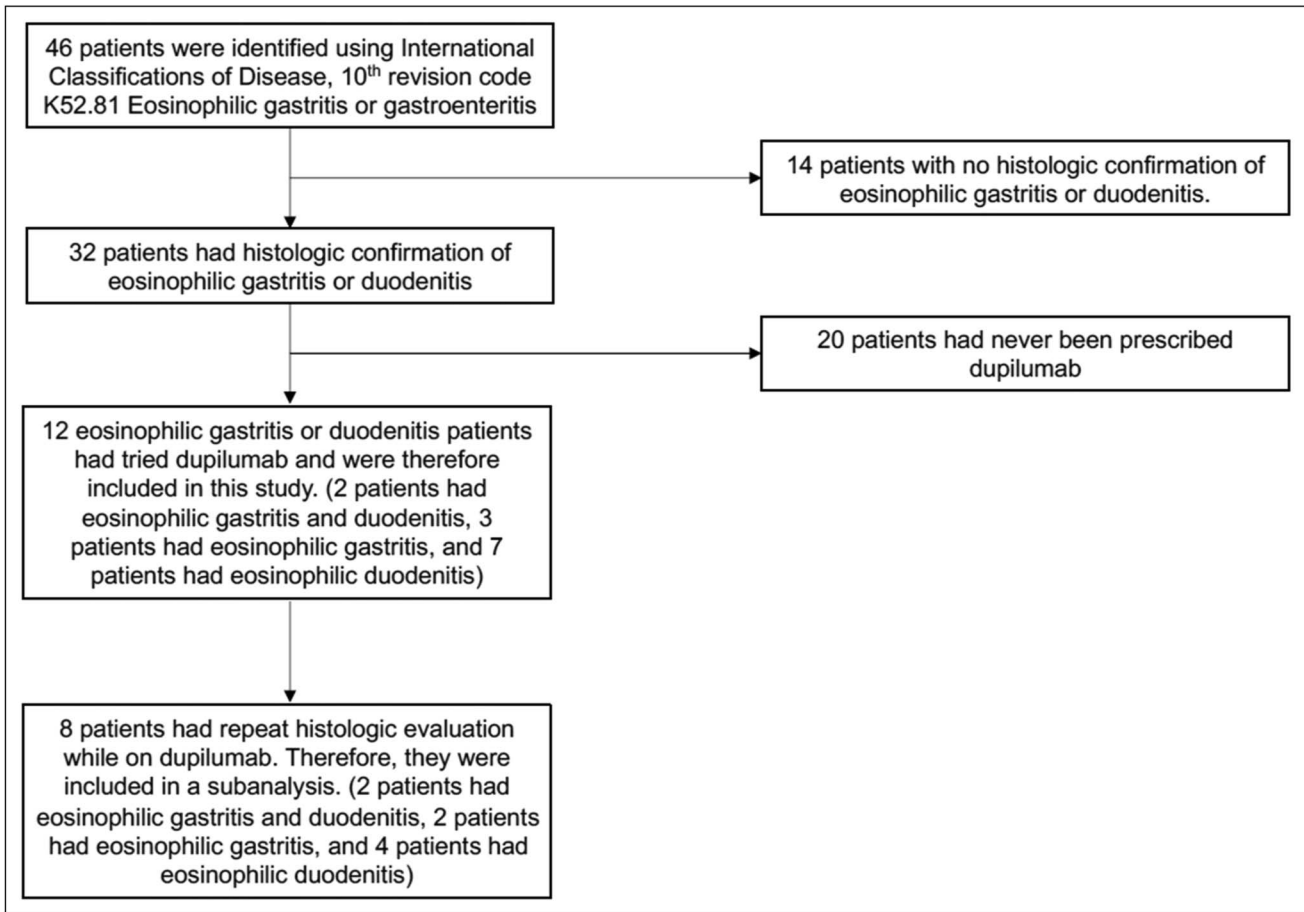 46 patients were identified using International
Classifications of Disease, 10th revision code
K52.81 Eosinophilic gastritis or gastroenteritis
14 patients with no histologic confirmation of
eosinophilic gastritis or duodenitis.
32 patients had histologic confirmation of
eosinophilic gastritis or duodenitis
20 patients had never been prescribed
dupilumab
12 eosinophilic gastritis or duodenitis patients
had tried dupilumab and were therefore
included in this study. (2 patients had
eosinophilic gastritis and duodenitis, 3
patients had eosinophilic gastritis, and 7
patients had eosinophilic duodenitis)
8 patients had repeat histologic evaluation
while on dupilumab. Therefore, they were
included in a subanalysis. (2 patients had
eosinophilic gastritis and duodenitis, 2 patients
had eosinophilic gastritis, and 4 patients had
eosinophilic duodenitis)